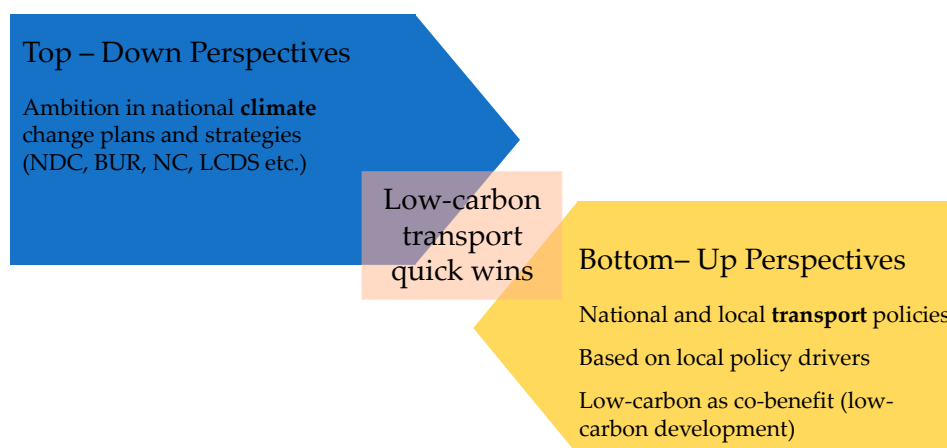 Top – Down Perspectives
Ambition in national climate
change plans and strategies
(NDC, BUR, NC, LCDS etc.)
Low-carbon
transport
quick wins
Bottom– Up Perspectives
National and local transport policies
Based on local policy drivers
Low-carbon as co-benefit (low-
carbon development)